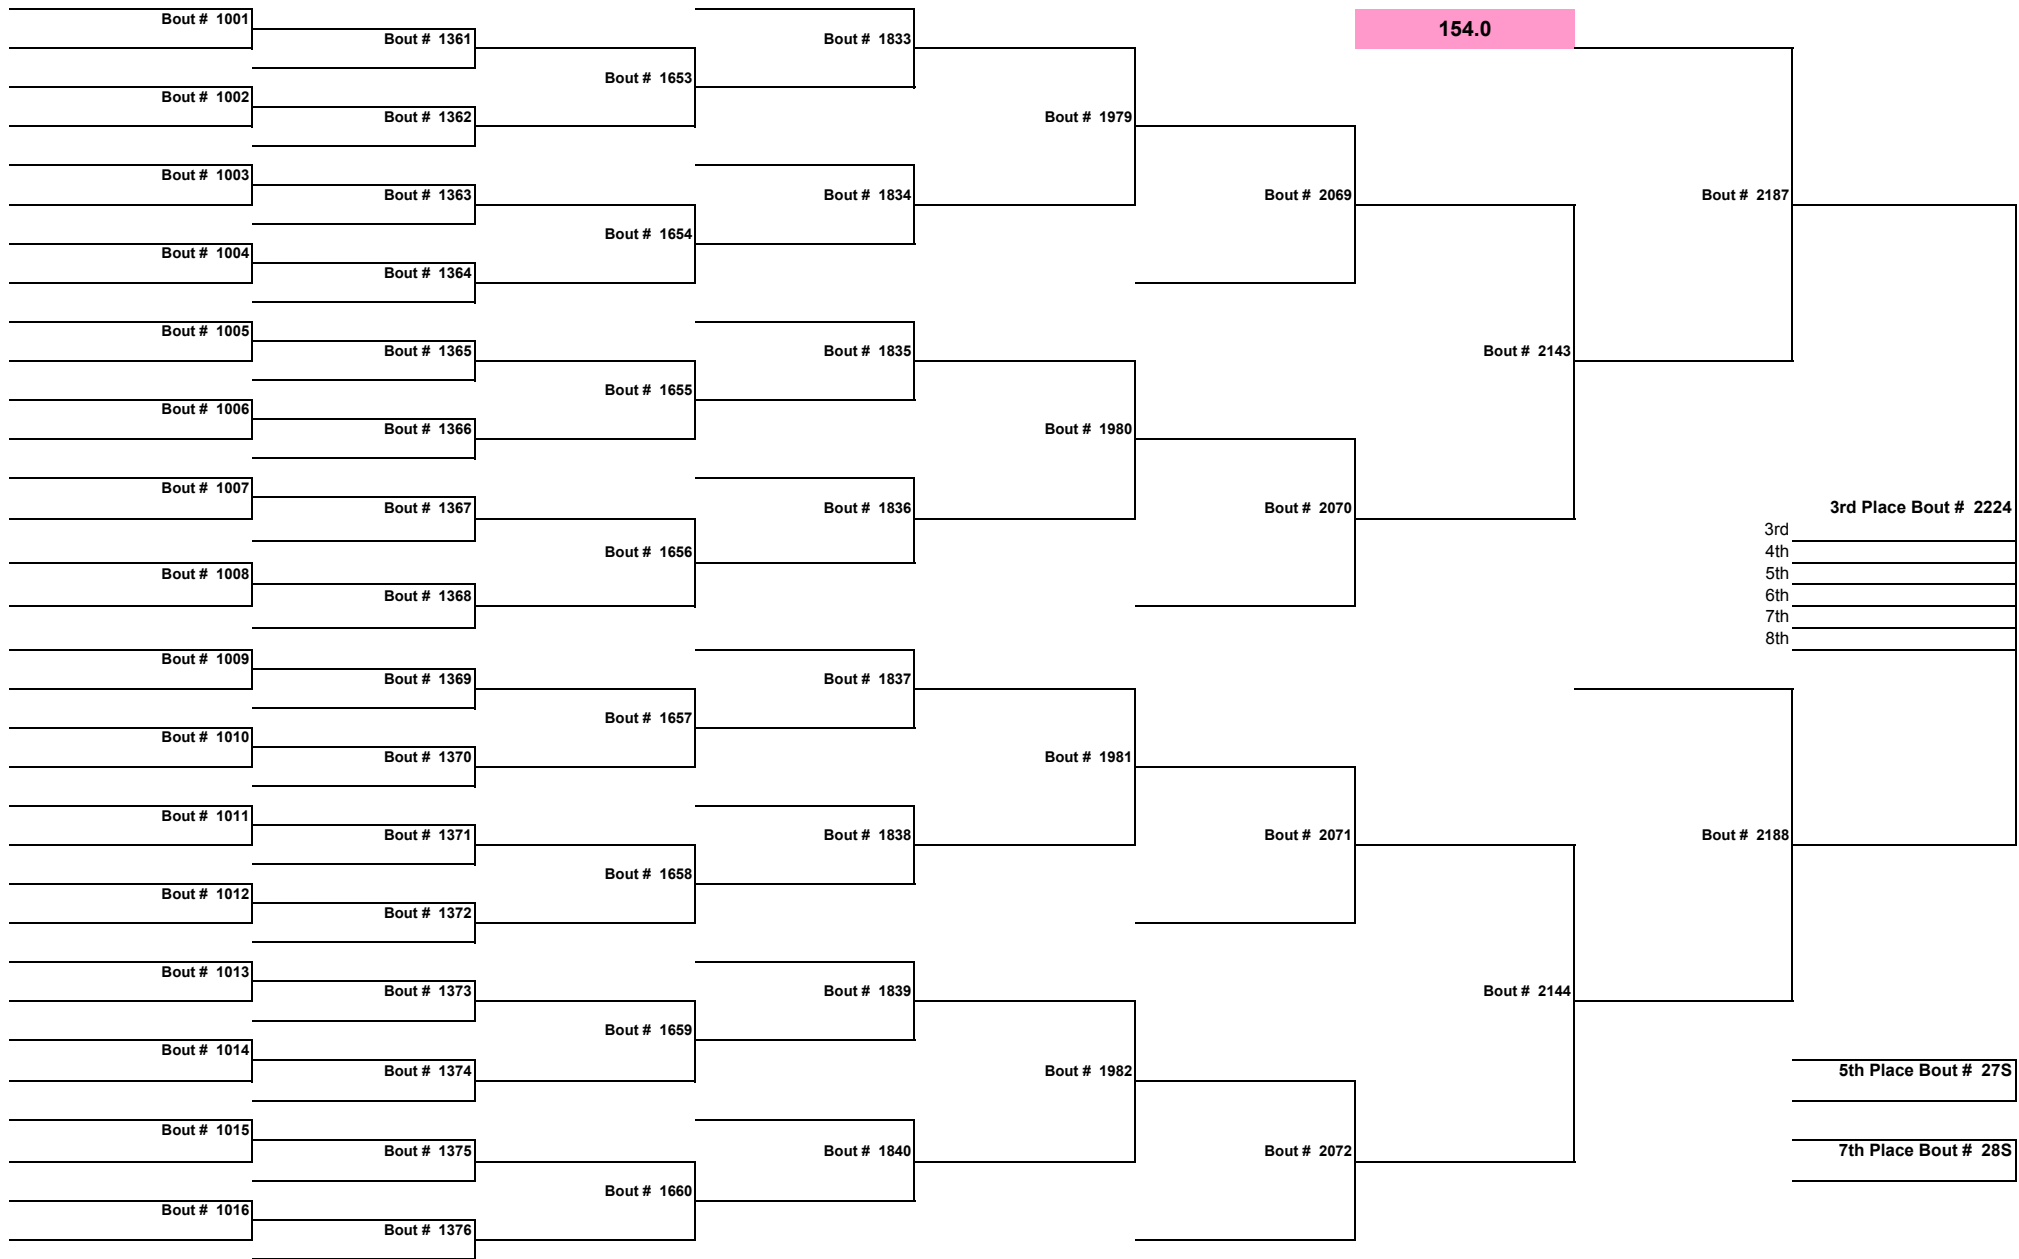 Bout # 1001
Bout # 1361
Bout # 1833
154.0
Bout # 1653
Bout # 1002
Bout # 1362
Bout # 1979
Bout # 1003
Bout # 1363
Bout # 1834
Bout # 2069
Bout # 2187
Bout # 1654
Bout # 1004
Bout # 1364
Bout # 1005
Bout # 1365
Bout # 1835
Bout # 2143
Bout # 1655
Bout # 1006
Bout # 1366
Bout # 1980
Bout # 1007
Bout # 1367
Bout # 1836
Bout # 2070
3rd Place Bout # 2224
3rd
Bout # 1656
4th
Bout # 1008
5th
Bout # 1368
6th
7th
8th
Bout # 1009
Bout # 1369
Bout # 1837
Bout # 1657
Bout # 1010
Bout # 1370
Bout # 1981
Bout # 1011
Bout # 1371
Bout # 1838
Bout # 2071
Bout # 2188
Bout # 1658
Bout # 1012
Bout # 1372
Bout # 1013
Bout # 1373
Bout # 1839
Bout # 2144
Bout # 1659
Bout # 1014
Bout # 1374
Bout # 1982
5th Place Bout # 27S
Bout # 1015
Bout # 1375
Bout # 1840
Bout # 2072
7th Place Bout # 28S
Bout # 1660
Bout # 1016
Bout # 1376